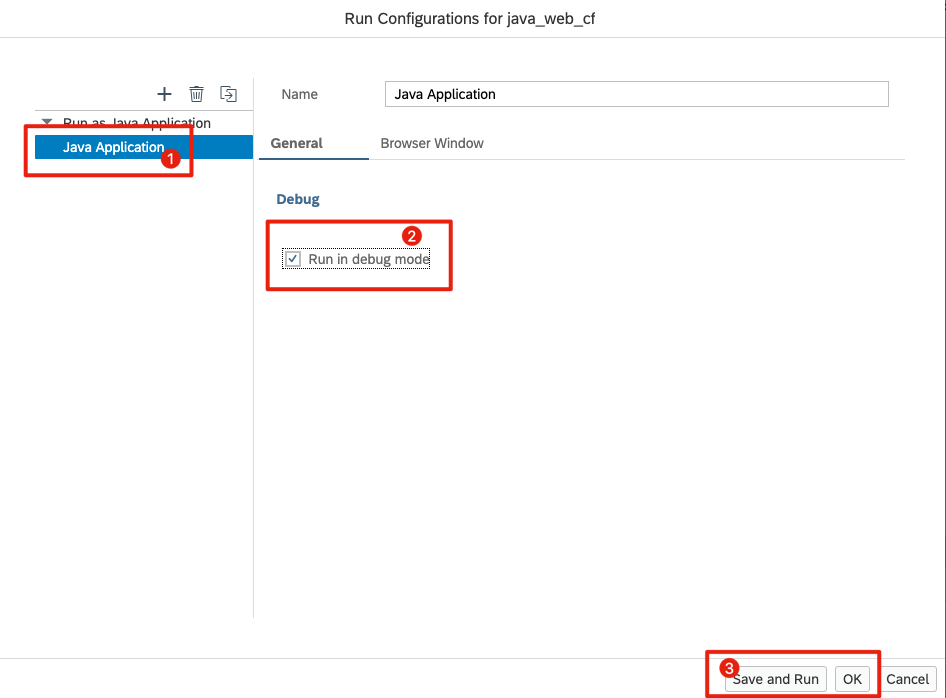 Run Configurations for java_web_cf
Name
Java Application
Run as Java Application
Java Application
1
General
Browser Window
Debug
2
Run in debug mode
3
Save and Run
OK
Cancel